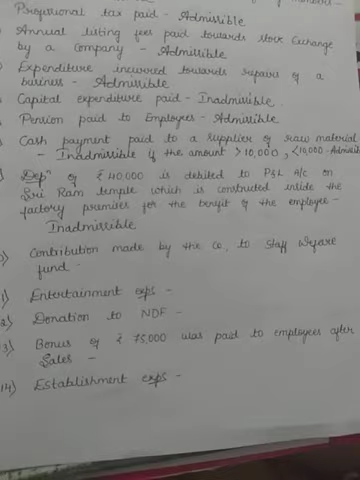 Professional tax paid - Admissible
Annual listing fees paid towards stock Exchange
by a company - Admissible
Expenditure incurred towards repairs of a
business - Admissible
Capital expenditure paid - Inadmissible.
Pension paid to Employees - Admissible
Cash payment paid to a supplier of raw material
- Inadmissible if the amount > 10,000, <10,000 - Admissible
Depn of ₹ 40,000 is debited to P&L A/c on
Sri Ram temple which is constructed inside the
factory premises for the benefit of the employee -
Inadmissible
Contribution made by the co, to staff welfare
fund -
1) Entertainment exps -
2) Donation to NDF -
3) Bonus of ₹ 75,000 was paid to employees after
Sales -
14) Establishment exps -